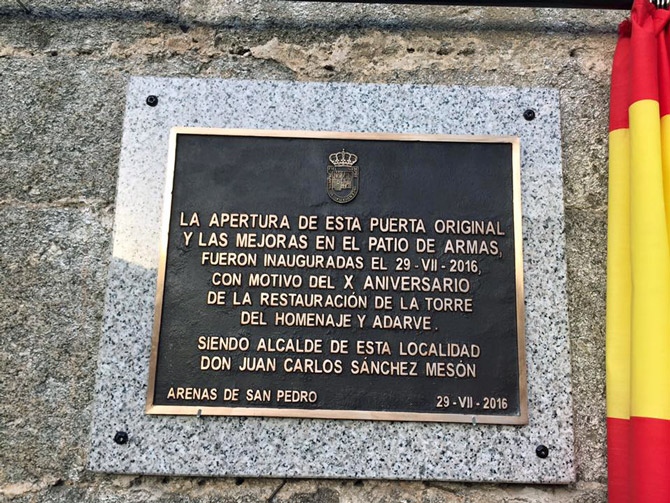 LA APERTURA DE ESTA PUERTA ORIGINAL
Y LAS MEJORAS EN EL PATIO DE ARMAS,
FUERON INAUGURADAS EL 29-VII-2016,
CON MOTIVO DEL X ANIVERSARIO
DE LA RESTAURACIÓN DE LA TORRE
DEL HOMENAJE Y ADARVE.
SIENDO ALCALDE DE ESTA LOCALIDAD
DON JUAN CARLOS SÁNCHEZ MESÓN
ARENAS DE SAN PEDRO 29-VII-2016